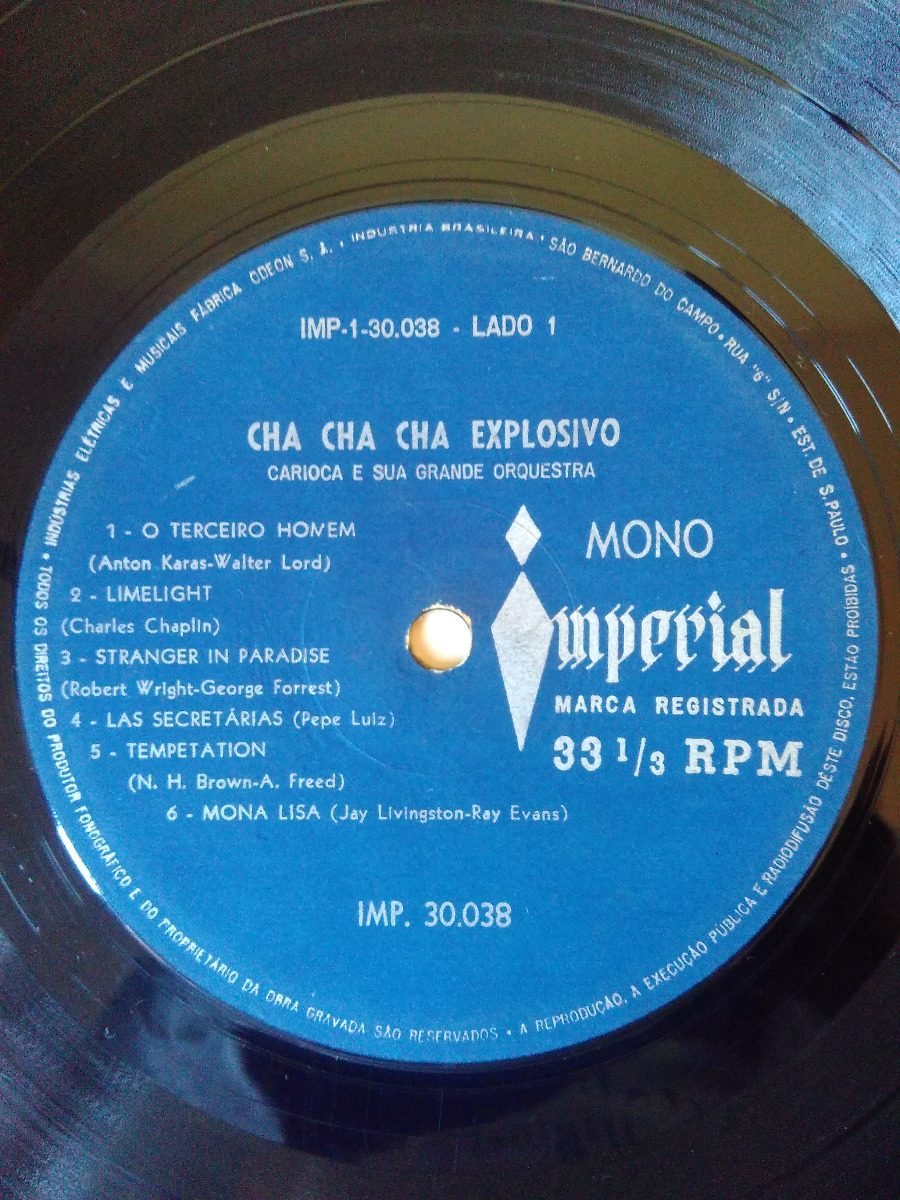 INDUSTRIAS ELÉTRICAS E MUSICAIS FÁBRICA ODEON S. A. • INDUSTRIA BRASILEIRA • SÃO BERNARDO DO CAMPO • RUA "6" S/N • EST. DE S. PAULO •
IMP-1-30.038 - LADO 1
CHA CHA CHA EXPLOSIVO
CARIOCA E SUA GRANDE ORQUESTRA
1 - O TERCEIRO HOMEM
(Anton Karas-Walter Lord)
2 - LIMELIGHT
(Charles Chaplin)
3 - STRANGER IN PARADISE
(Robert Wright-George Forrest)
4 - LAS SECRETÁRIAS (Pepe Luiz)
5 - TEMPETATION
(N. H. Brown-A. Freed)
6 - MONA LISA (Jay Livingston-Ray Evans)
MONO
Imperial
MARCA REGISTRADA
33 1/3 RPM
IMP. 30.038
• TODOS OS DIREITOS DO PRODUTOR FONOGRÁFICO E DO PROPRIETÁRIO DA OBRA GRAVADA SÃO RESERVADOS • A REPRODUÇÃO, A EXECUÇÃO PÚBLICA E RADIODIFUSÃO DÊSTE DISCO, ESTÃO PROIBIDAS